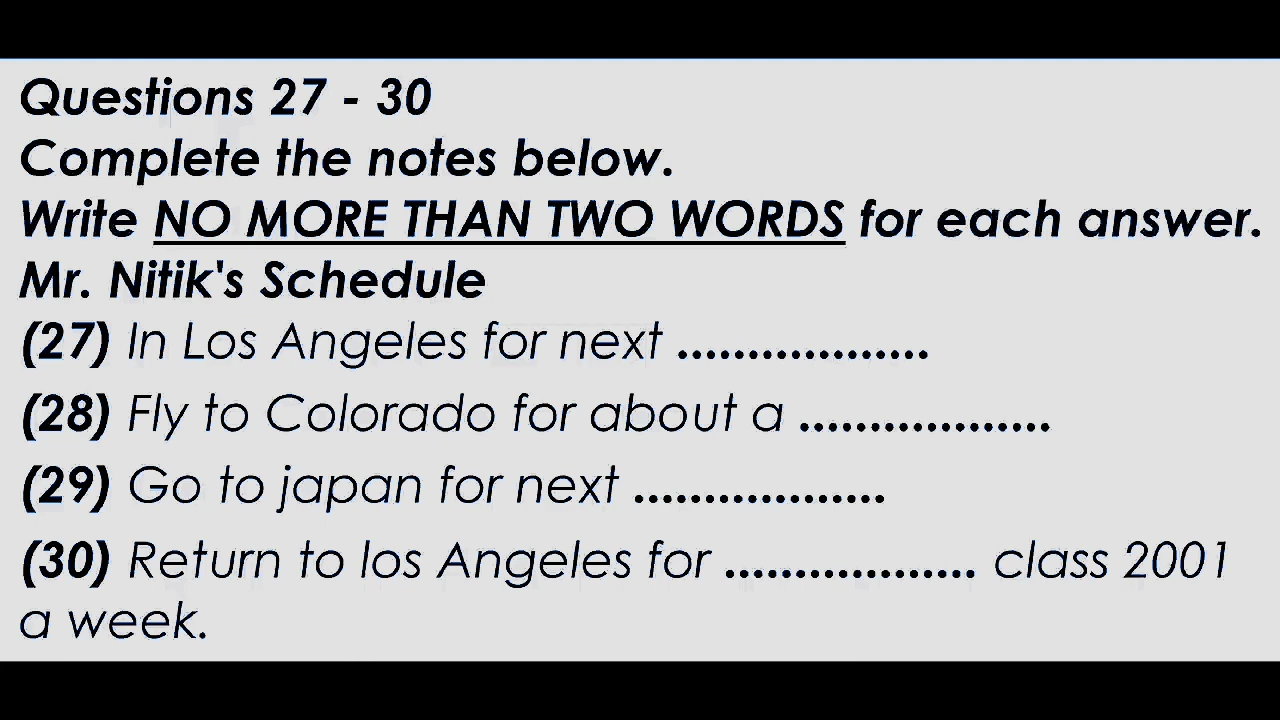 Questions 27 - 30
Complete the notes below.
Write NO MORE THAN TWO WORDS for each answer.
Mr. Nitik's Schedule
(27) In Los Angeles for next ..................
(28) Fly to Colorado for about a ..................
(29) Go to japan for next ..................
(30) Return to los Angeles for .................. class 2001
a week.